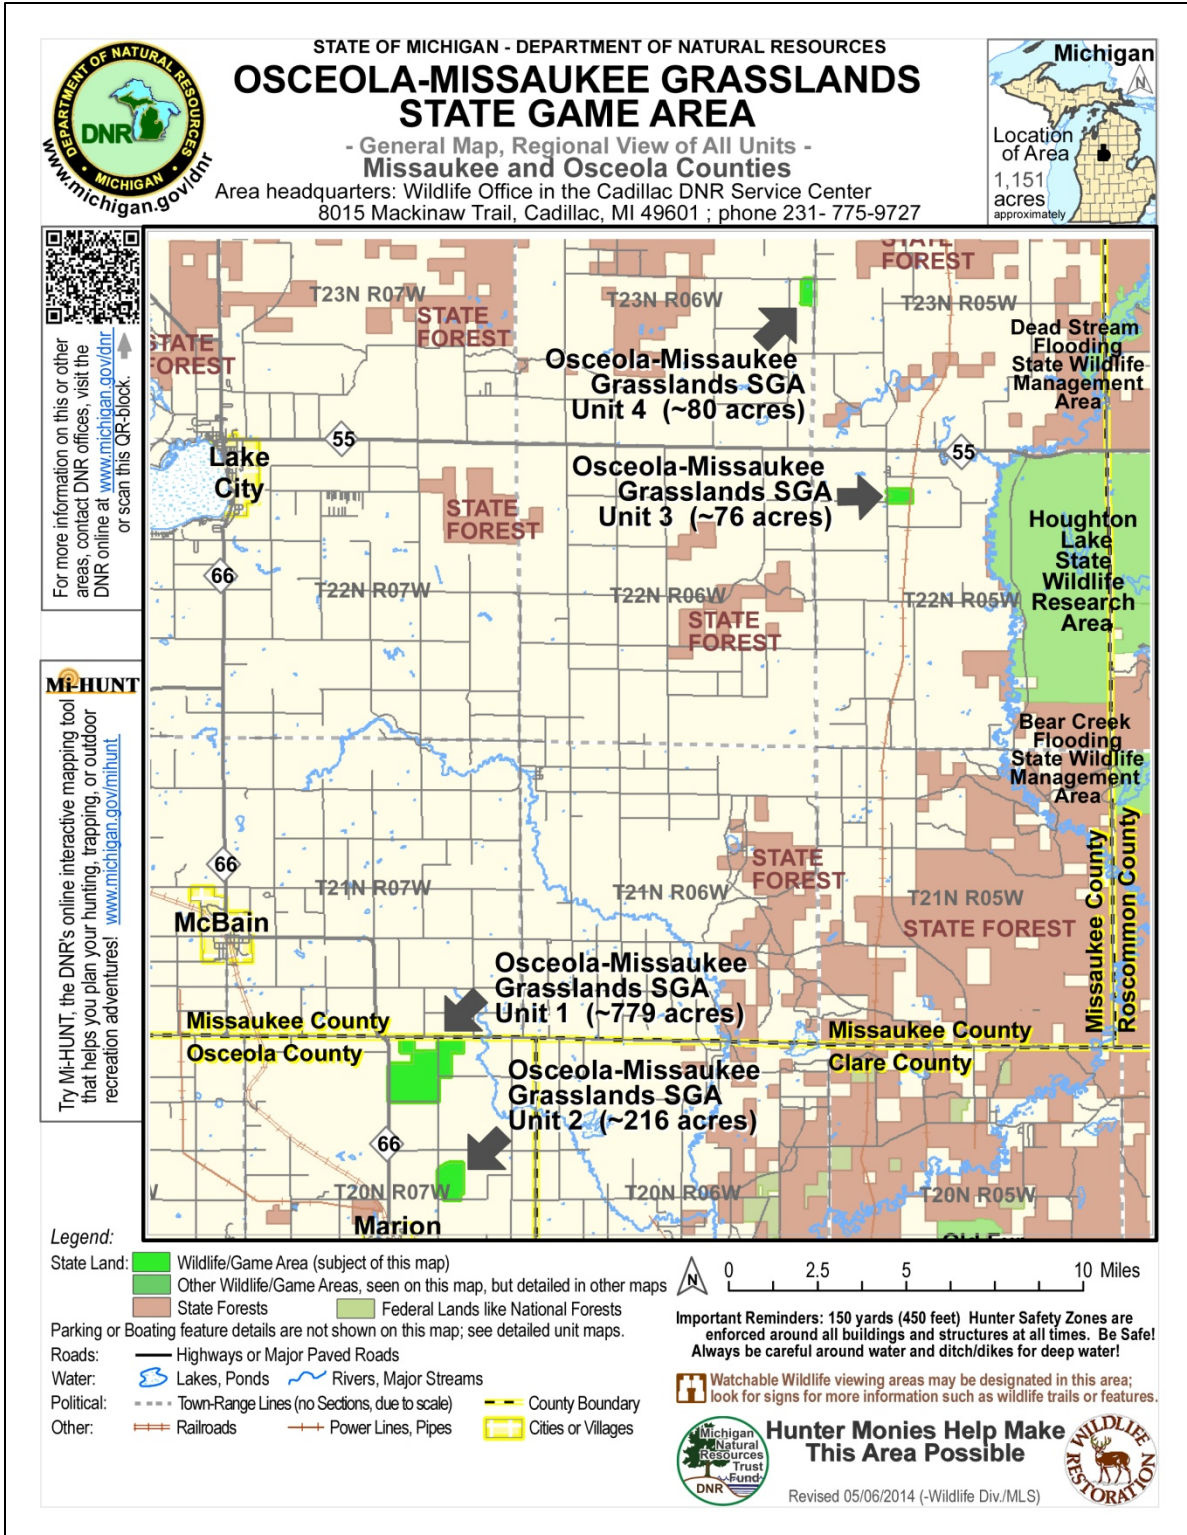 STATE OF MICHIGAN - DEPARTMENT OF NATURAL RESOURCES
OSCEOLA-MISSAUKEE GRASSLANDS
STATE GAME AREA
- General Map, Regional View of All Units -
Missaukee and Osceola Counties
Area headquarters: Wildlife Office in the Cadillac DNR Service Center
8015 Mackinaw Trail, Cadillac, MI 49601 ; phone 231- 775-9727
DEPARTMENT OF NATURAL RESOURCES
DNR
• MICHIGAN •
www.michigan.gov/dnr
Michigan
N
Location
of Area
1,151
acres
approximately
For more information on this or other
areas, contact DNR offices, visit the
DNR online at www.michigan.gov/dnr
or scan this QR-block.
Mi-HUNT
Try Mi-HUNT, the DNR's online interactive mapping tool
that helps you plan your hunting, trapping, or outdoor
recreation adventures! www.michigan.gov/mihunt
STATE
FOREST
T23N R07W
T23N R06W
T23N R05W
STATE
FOREST
STATE
FOREST
Dead Stream
Flooding
State Wildlife
Management
Area
Osceola-Missaukee
Grasslands SGA
Unit 4 (~80 acres)
55
55
Lake
City
Osceola-Missaukee
Grasslands SGA
Unit 3 (~76 acres)
STATE
FOREST
Houghton
Lake
State
Wildlife
Research
Area
66
T22N R07W
T22N R06W
T22N R05W
STATE
FOREST
Bear Creek
Flooding
State Wildlife
Management
Area
66
T21N R07W
T21N R06W
STATE
FOREST
T21N R05W
STATE FOREST
Missaukee County
Roscommon County
McBain
Osceola-Missaukee
Grasslands SGA
Unit 1 (~779 acres)
Missaukee County
Osceola County
Missaukee County
Clare County
Osceola-Missaukee
Grasslands SGA
Unit 2 (~216 acres)
66
T20N R07W
T20N R06W
T20N R05W
Marion
Legend:
State Land: Wildlife/Game Area (subject of this map)
Other Wildlife/Game Areas, seen on this map, but detailed in other maps
State Forests Federal Lands like National Forests
Parking or Boating feature details are not shown on this map; see detailed unit maps.
Roads: Highways or Major Paved Roads
Water: Lakes, Ponds Rivers, Major Streams
Political: Town-Range Lines (no Sections, due to scale) County Boundary
Other: Railroads Power Lines, Pipes Cities or Villages
N
0 2.5 5 10 Miles
Important Reminders: 150 yards (450 feet) Hunter Safety Zones are
enforced around all buildings and structures at all times. Be Safe!
Always be careful around water and ditch/dikes for deep water!
Watchable Wildlife viewing areas may be designated in this area;
look for signs for more information such as wildlife trails or features.
Michigan
Natural
Resources
Trust
Fund
DNR
Hunter Monies Help Make
This Area Possible
Revised 05/06/2014 (-Wildlife Div./MLS)
WILDLIFE
RESTORATION